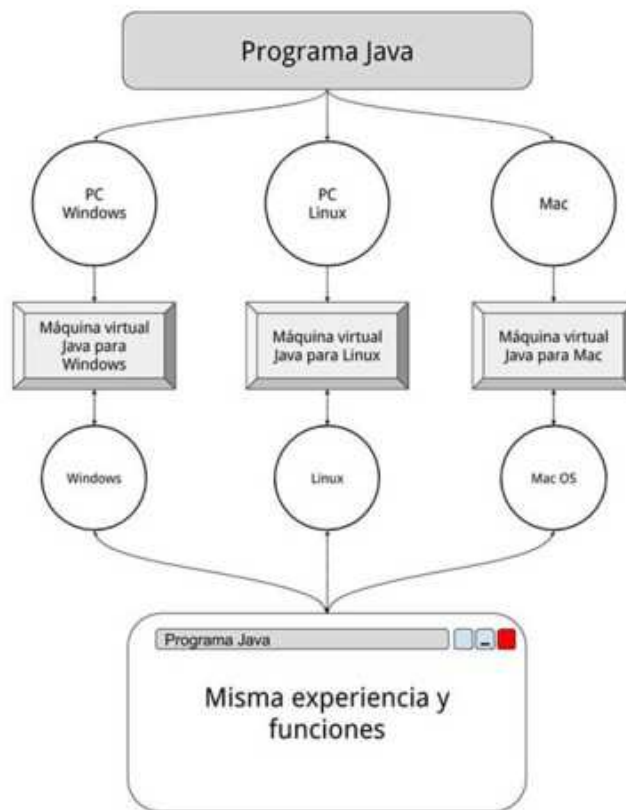 Programa Java
PC
Windows
PC
Linux
Mac
Máquina virtual
Java para
Windows
Máquina virtual
Java para Linux
Máquina virtual
Java para Mac
Windows
Linux
Mac OS
Programa Java
Misma experiencia y
funciones